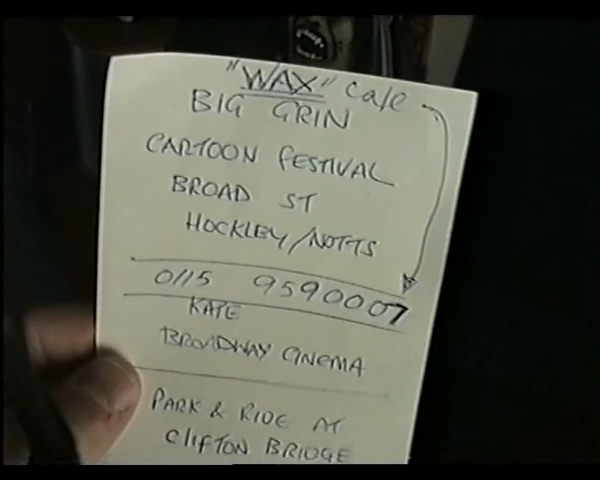 "WAX" Cafe
BIG GRIN
CARTOON FESTIVAL
BROAD ST
HOCKLEY/NOTTS
0115 9590007
KATE
BROADWAY CINEMA
PARK & RIDE AT
CLIFTON BRIDGE